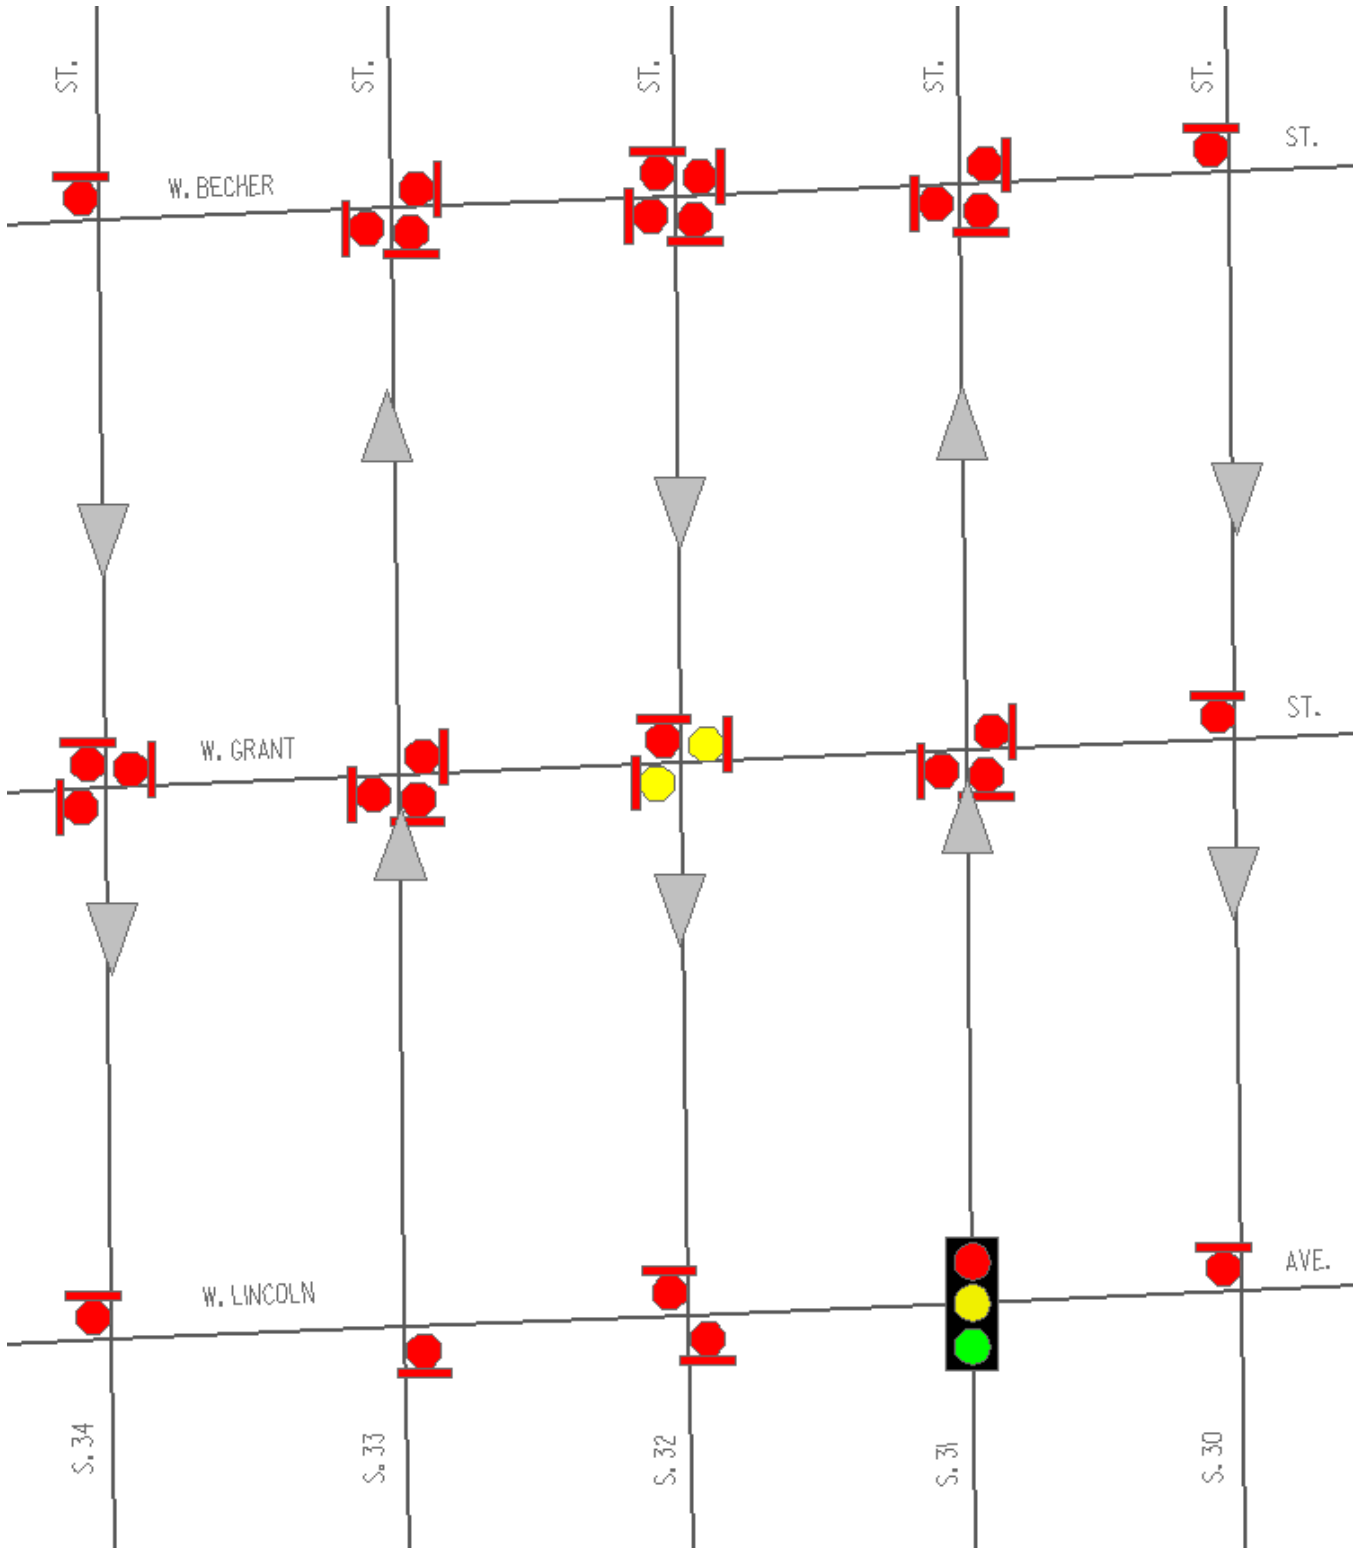 ST.
ST.
ST.
ST.
ST.
W. BECHER
ST.
W. GRANT
ST.
W. LINCOLN
AVE.
S. 34
S. 33
S. 32
S. 31
S. 30